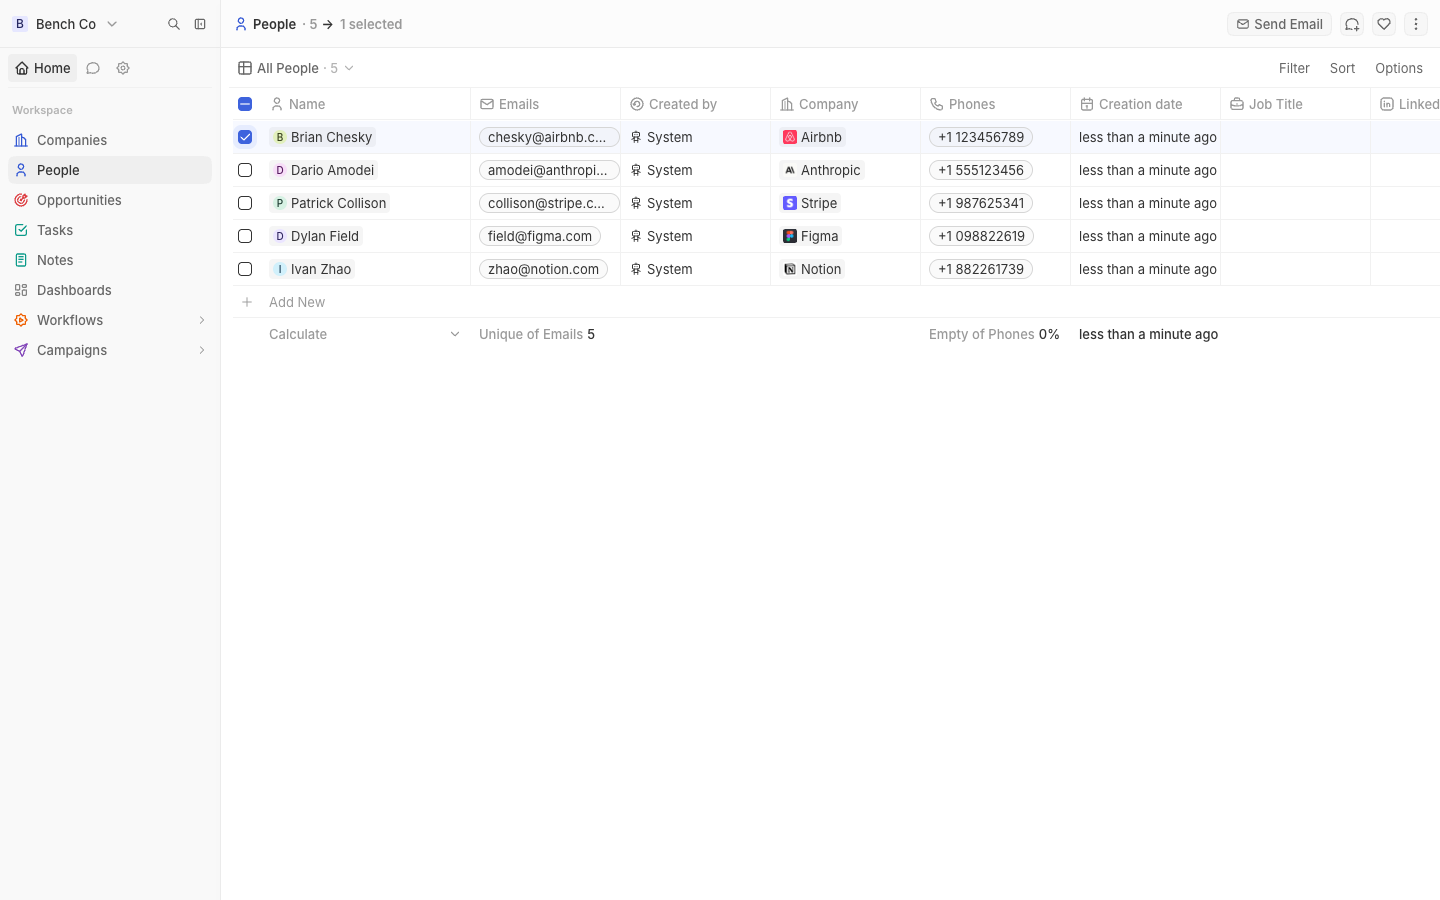 B Bench Co
People · 5 → 1 selected
Send Email
Home
All People · 5
Filter Sort Options
Workspace
Companies
People
Opportunities
Tasks
Notes
Dashboards
Workflows
Campaigns
Name Emails Created by Company Phones Creation date Job Title Linked
B Brian Chesky chesky@airbnb.c... System Airbnb +1 123456789 less than a minute ago
D Dario Amodei amodei@anthropi... System Anthropic +1 555123456 less than a minute ago
P Patrick Collison collison@stripe.c... System Stripe +1 987625341 less than a minute ago
D Dylan Field field@figma.com System Figma +1 098822619 less than a minute ago
I Ivan Zhao zhao@notion.com System Notion +1 882261739 less than a minute ago
Add New
Calculate Unique of Emails 5 Empty of Phones 0% less than a minute ago